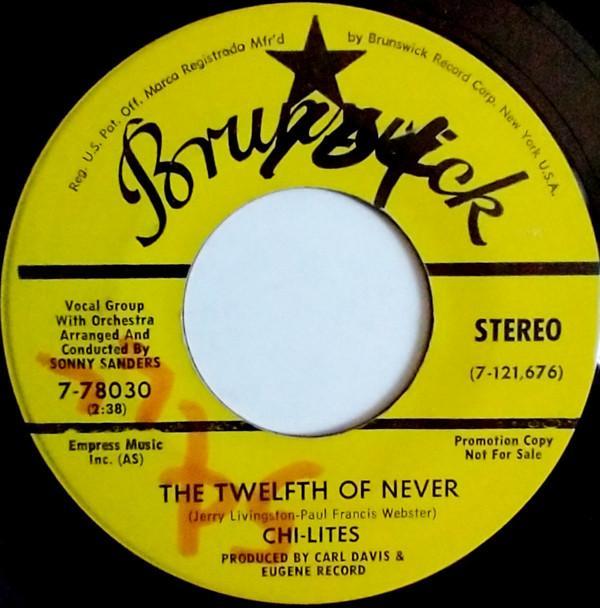 Reg. U.S. Pat. Off. Marca Registrada Mfr'd by Brunswick Record Corp. New York U.S.A.
Brunswick
Vocal Group
With Orchestra
Arranged And
Conducted By
SONNY SANDERS
7-78030
(2:38)
STEREO
(7-121,676)
Empress Music
Inc. (AS)
Promotion Copy
Not For Sale
THE TWELFTH OF NEVER
(Jerry Livingston-Paul Francis Webster)
CHI-LITES
PRODUCED BY CARL DAVIS &
EUGENE RECORD